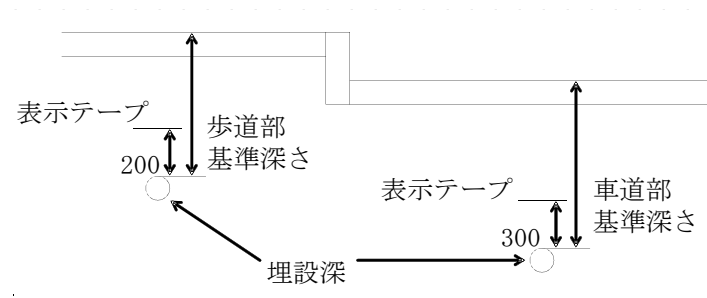 表示テープ
歩道部
基準深さ
200
表示テープ
車道部
基準深さ
300
埋設深